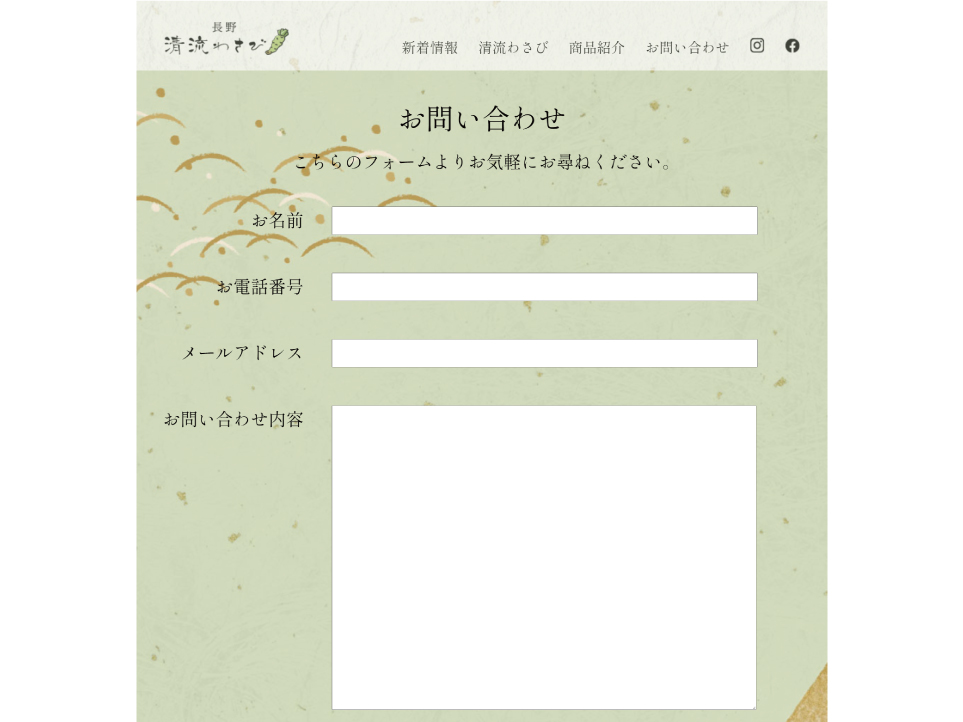 長野
清流わさび
新着情報 清流わさび 商品紹介 お問い合わせ
お問い合わせ
こちらのフォームよりお気軽にお尋ねください。
お名前
お電話番号
メールアドレス
お問い合わせ内容